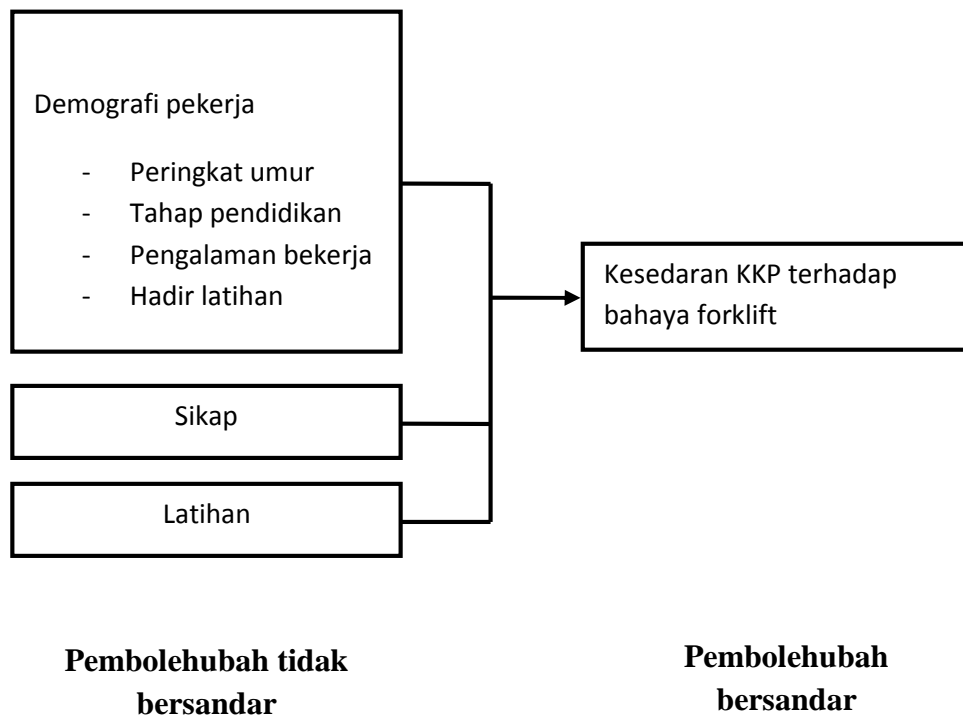 Demografi pekerja
- Peringkat umur
- Tahap pendidikan
- Pengalaman bekerja
- Hadir latihan
Kesedaran KKP terhadap
bahaya forklift
Sikap
Latihan
Pembolehubah tidak
bersandar
Pembolehubah
bersandar